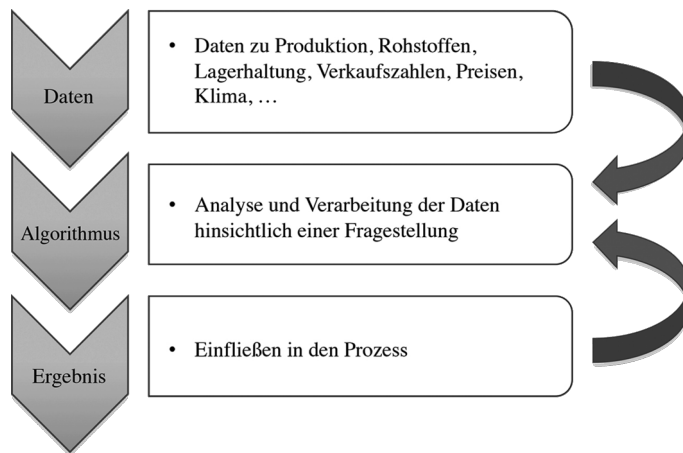 Daten
• Daten zu Produktion, Rohstoffen,
Lagerhaltung, Verkaufszahlen, Preisen,
Klima, …
Algorithmus
• Analyse und Verarbeitung der Daten
hinsichtlich einer Fragestellung
Ergebnis
• Einfließen in den Prozess